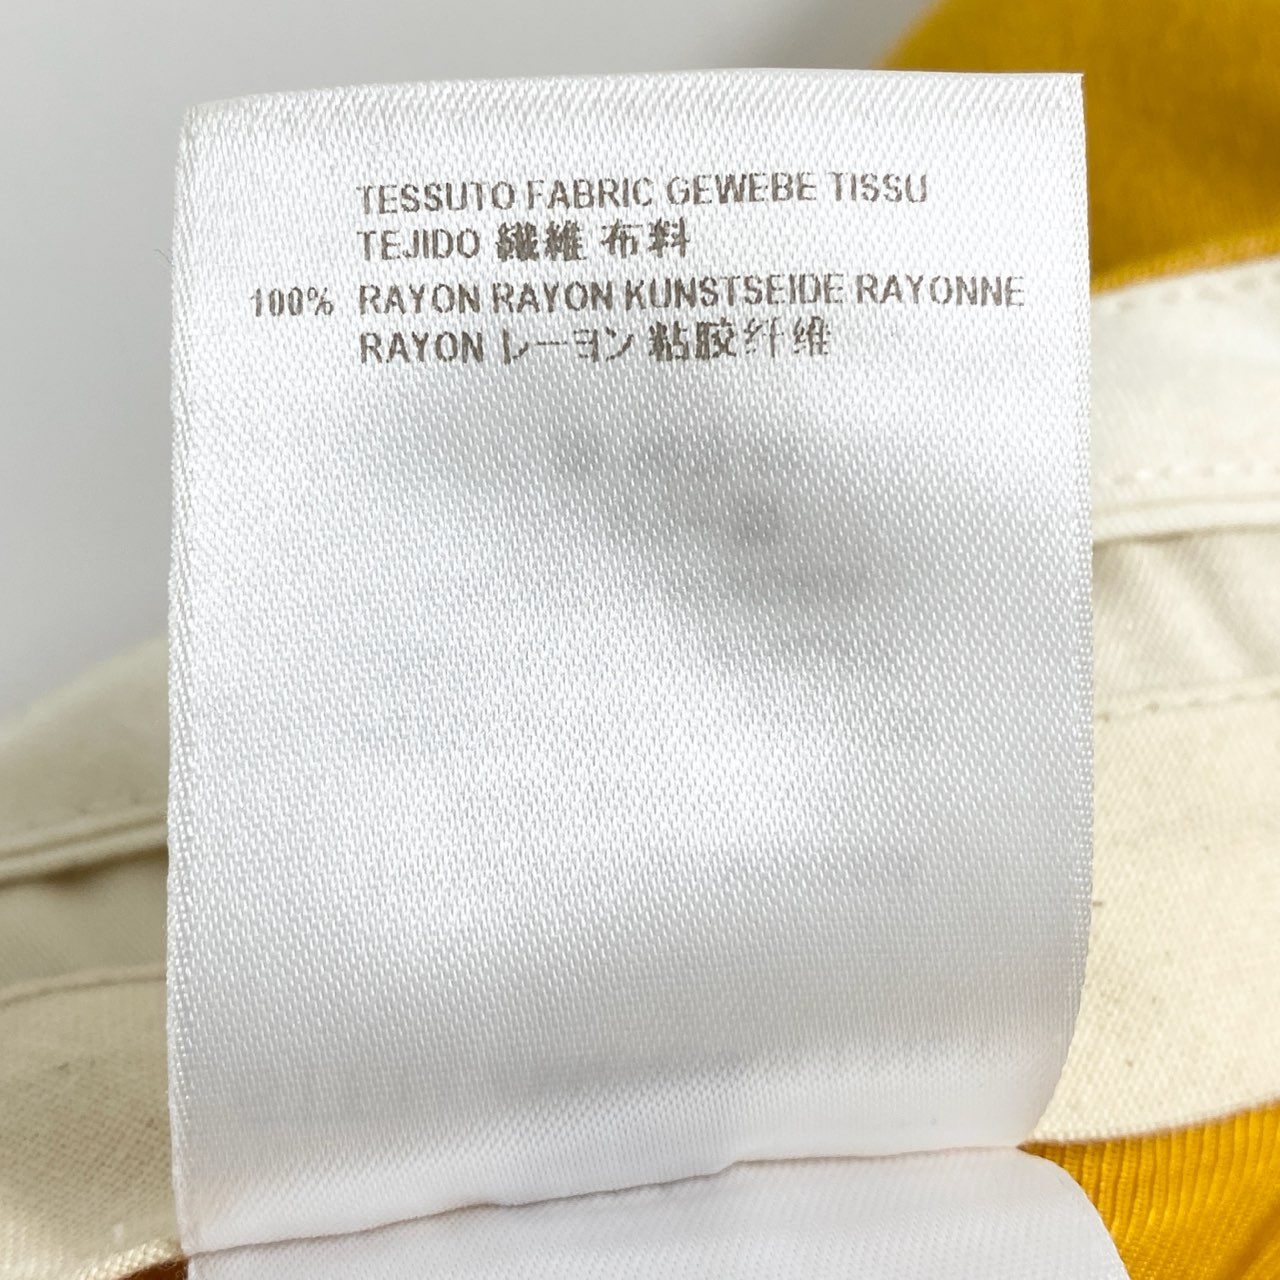 TESSUTO FABRIC GEWEBE TISSU
TEJIDO 繊維 布料
100% RAYON RAYON KUNSTSEIDE RAYONNE
RAYON レーヨン 粘胶纤维